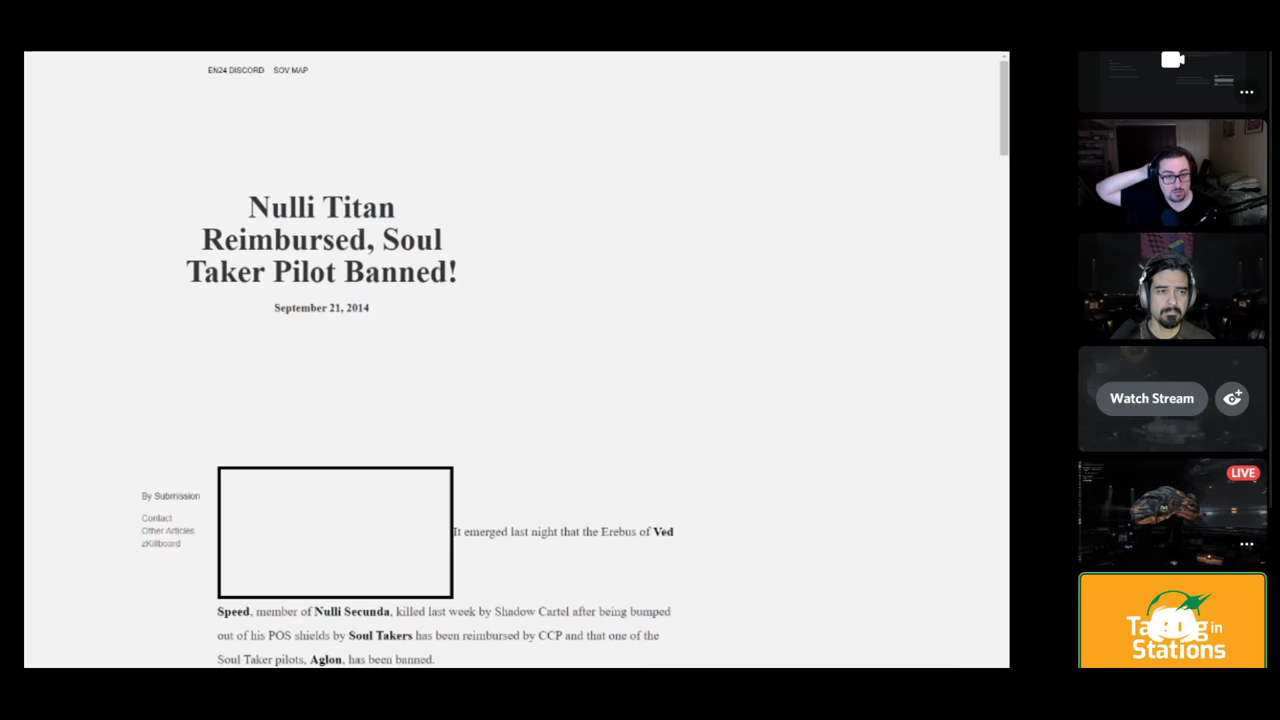 EN24 DISCORD SOV MAP
Nulli Titan
Reimbursed, Soul
Taker Pilot Banned!
September 21, 2014
By Submission
Contact
Other Articles
zKillboard
It emerged last night that the Erebus of Ved
Speed, member of Nulli Secunda, killed last week by Shadow Cartel after being bumped
out of his POS shields by Soul Takers has been reimbursed by CCP and that one of the
Soul Taker pilots, Aglon, has been banned.
Watch Stream
LIVE
in
Stations